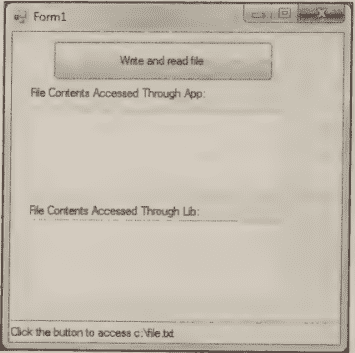 Form1
Write and read file
File Contents Accessed Through App:
File Contents Accessed Through Lib:
Click the button to access c:\file.txt